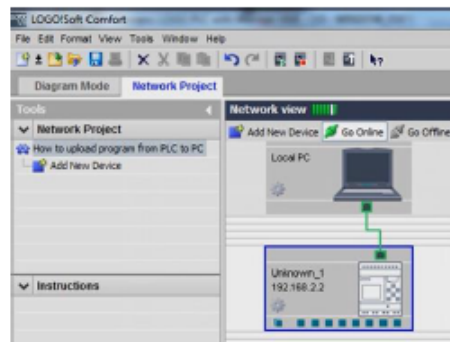 LOGO!Soft Comfort
File Edit Format View Tools Window Help
Diagram Mode Network Project
Tools
Network Project
How to upload program from PLC to PC
Add New Device
Instructions
Network view
Add New Device Go Online Go Offline
Local PC
Unknown_1
192.168.2.2